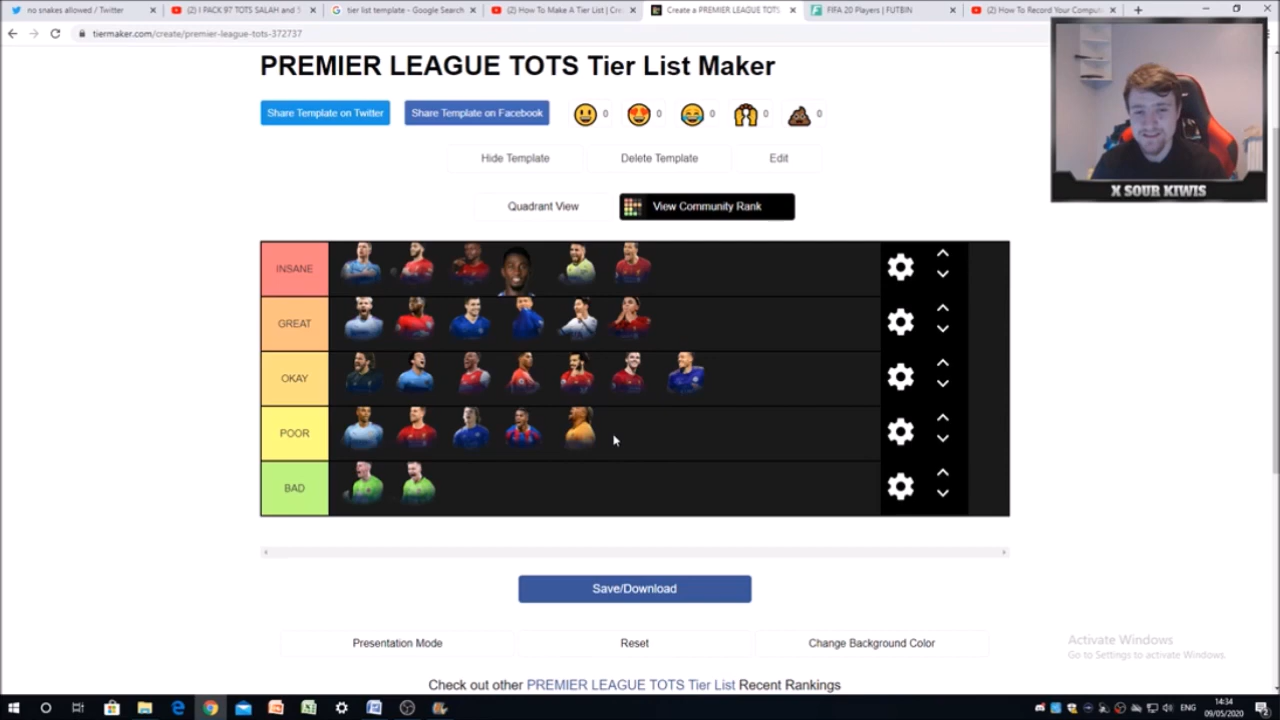 no snakes allowed / Twitter
(2) I PACK 97 TOTS SALAH and
tier list template - Google Search
(2) How To Make A Tier List | Cre
Create a PREMIER LEAGUE TOTS
FIFA 20 Players | FUTBIN
(2) How To Record Your Compute
tiermaker.com/create/premier-league-tots-372737
PREMIER LEAGUE TOTS Tier List Maker
Share Template on Twitter
Share Template on Facebook
0
0
0
0
0
Hide Template
Delete Template
Edit
X SOUR KIWIS
Quadrant View
View Community Rank
INSANE
GREAT
OKAY
POOR
BAD
Save/Download
Presentation Mode
Reset
Change Background Color
Activate Windows
Go to Settings to activate Windows.
Check out other PREMIER LEAGUE TOTS Tier List Recent Rankings
ENG
14:34
09/05/2020